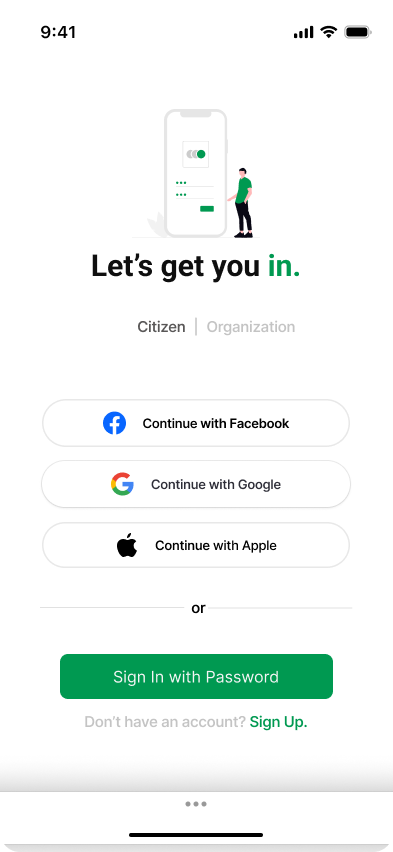 9:41
Let's get you in.
Citizen | Organization
Continue with Facebook
Continue with Google
Continue with Apple
or
Sign In with Password
Don't have an account? Sign Up.